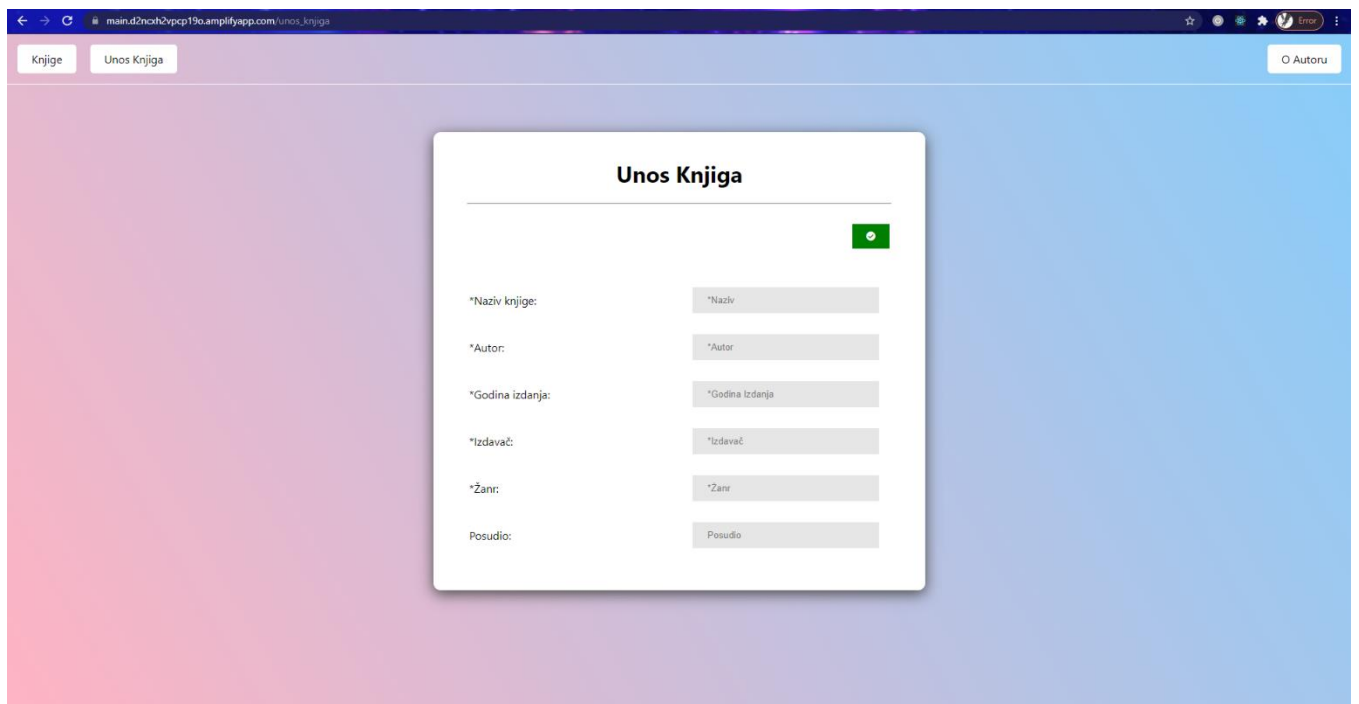 main.d2ncxh2vpcp19o.amplifyapp.com/unos_knjiga
Error
Knjige
Unos Knjiga
O Autoru
Unos Knjiga
*Naziv knjige:
*Naziv
*Autor:
*Autor
*Godina izdanja:
*Godina Izdanja
*Izdavač:
*Izdavač
*Žanr:
*Žanr
Posudio:
Posudio